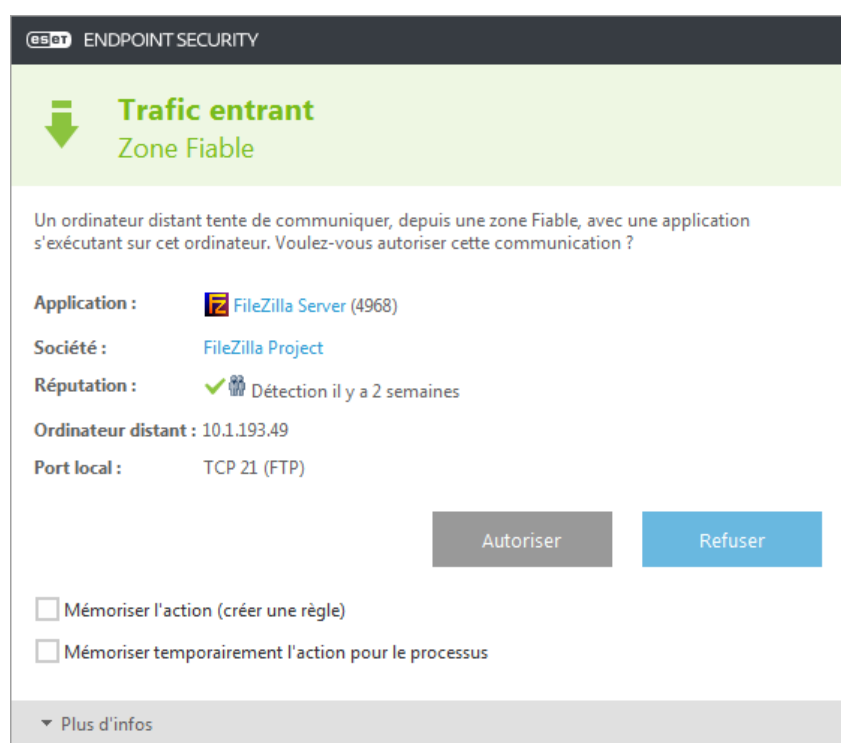 eset ENDPOINT SECURITY
Trafic entrant
Zone Fiable
Un ordinateur distant tente de communiquer, depuis une zone Fiable, avec une application
s'exécutant sur cet ordinateur. Voulez-vous autoriser cette communication ?
Application : FileZilla Server (4968)
Société : FileZilla Project
Réputation : Détection il y a 2 semaines
Ordinateur distant : 10.1.193.49
Port local : TCP 21 (FTP)
Autoriser Refuser
Mémoriser l'action (créer une règle)
Mémoriser temporairement l'action pour le processus
Plus d'infos